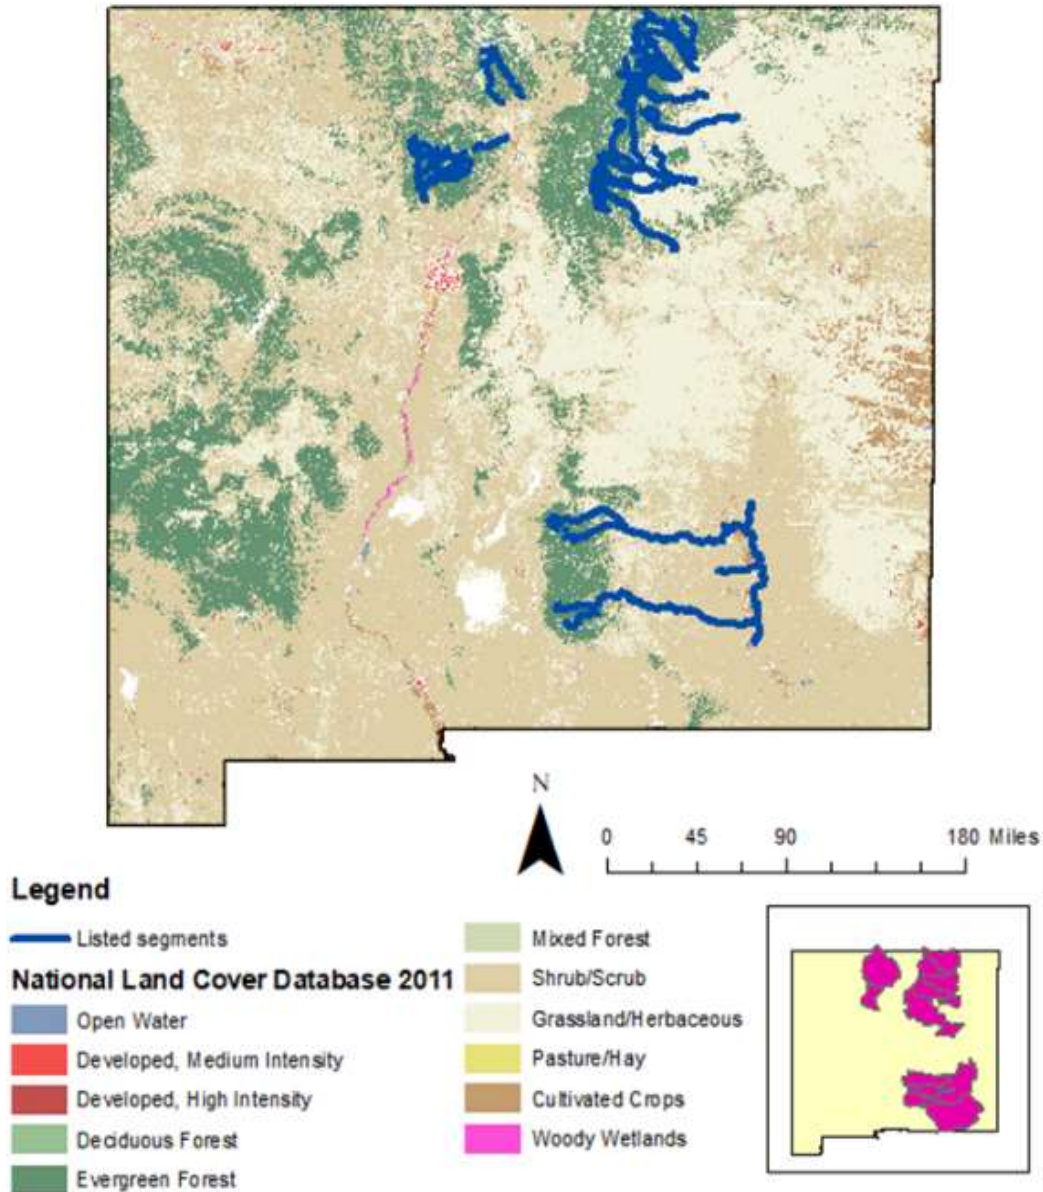 N
0 45 90 180 Miles
Legend
Listed segments
National Land Cover Database 2011
Open Water
Developed, Medium Intensity
Developed, High Intensity
Deciduous Forest
Evergreen Forest
Mixed Forest
Shrub/Scrub
Grassland/Herbaceous
Pasture/Hay
Cultivated Crops
Woody Wetlands